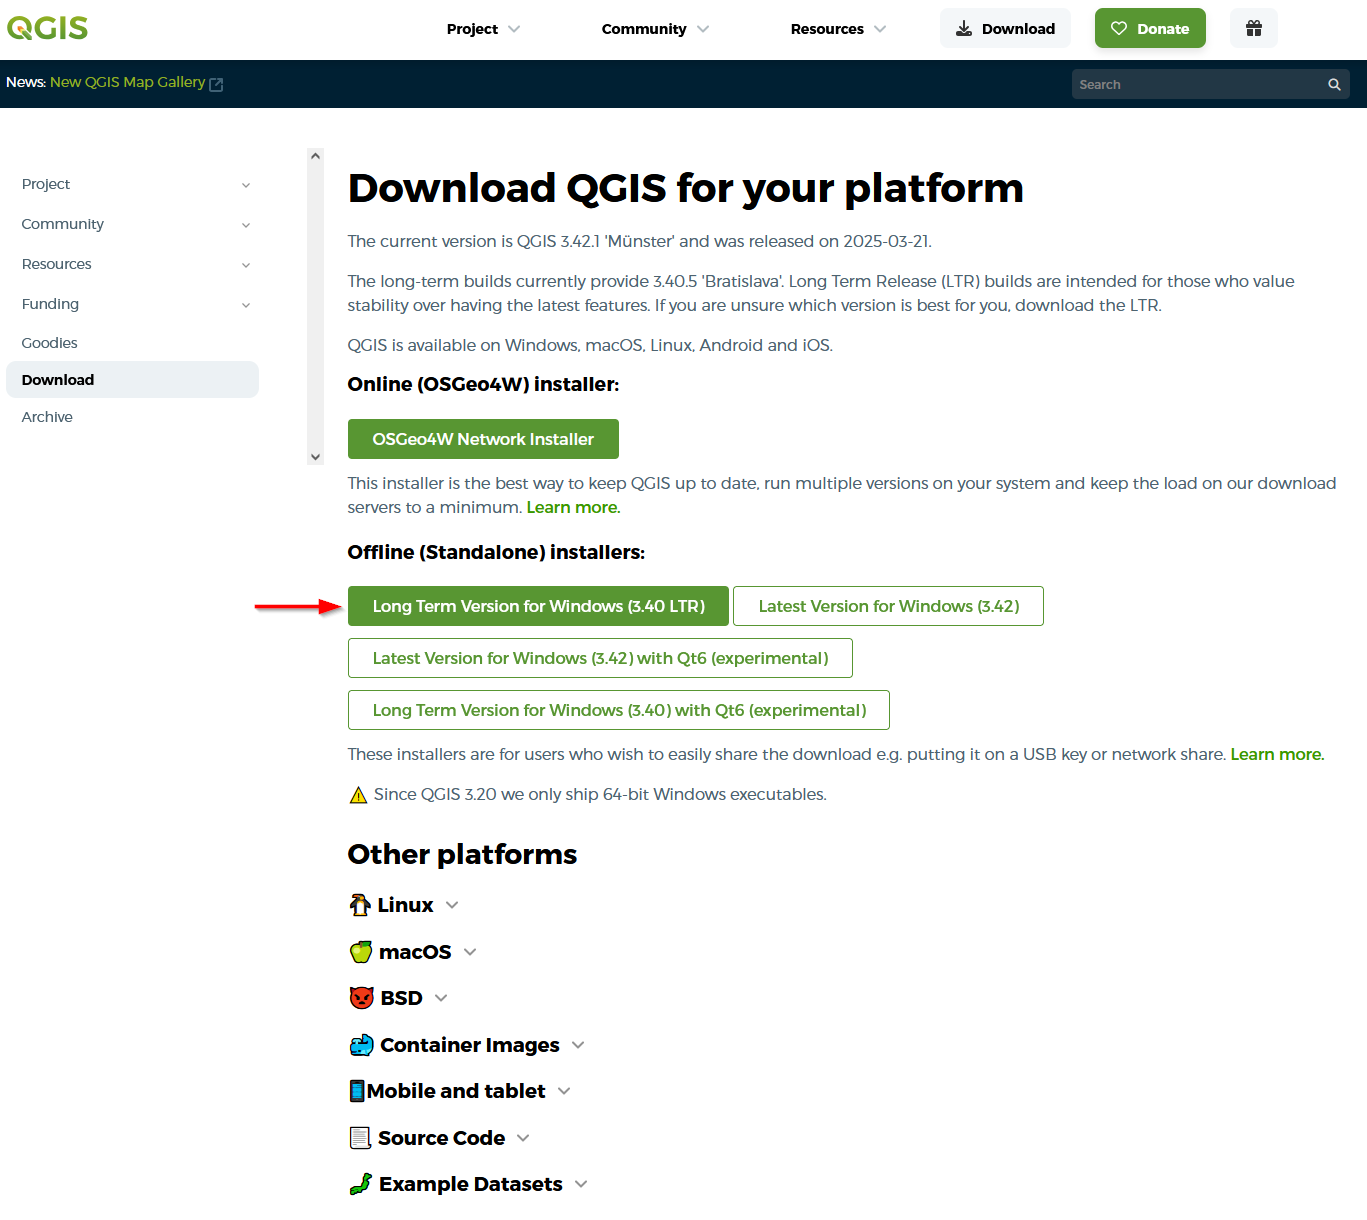 QGIS
Project
Community
Resources
Download
Donate
News: New QGIS Map Gallery
Search
Project
Community
Resources
Funding
Goodies
Download
Archive
Download QGIS for your platform
The current version is QGIS 3.42.1 'Münster' and was released on 2025-03-21.
The long-term builds currently provide 3.40.5 'Bratislava'. Long Term Release (LTR) builds are intended for those who value
stability over having the latest features. If you are unsure which version is best for you, download the LTR.
QGIS is available on Windows, macOS, Linux, Android and iOS.
Online (OSGeo4W) installer:
OSGeo4W Network Installer
This installer is the best way to keep QGIS up to date, run multiple versions on your system and keep the load on our download
servers to a minimum. Learn more.
Offline (Standalone) installers:
Long Term Version for Windows (3.40 LTR)
Latest Version for Windows (3.42)
Latest Version for Windows (3.42) with Qt6 (experimental)
Long Term Version for Windows (3.40) with Qt6 (experimental)
These installers are for users who wish to easily share the download e.g. putting it on a USB key or network share. Learn more.
Since QGIS 3.20 we only ship 64-bit Windows executables.
Other platforms
Linux
macOS
BSD
Container Images
Mobile and tablet
Source Code
Example Datasets